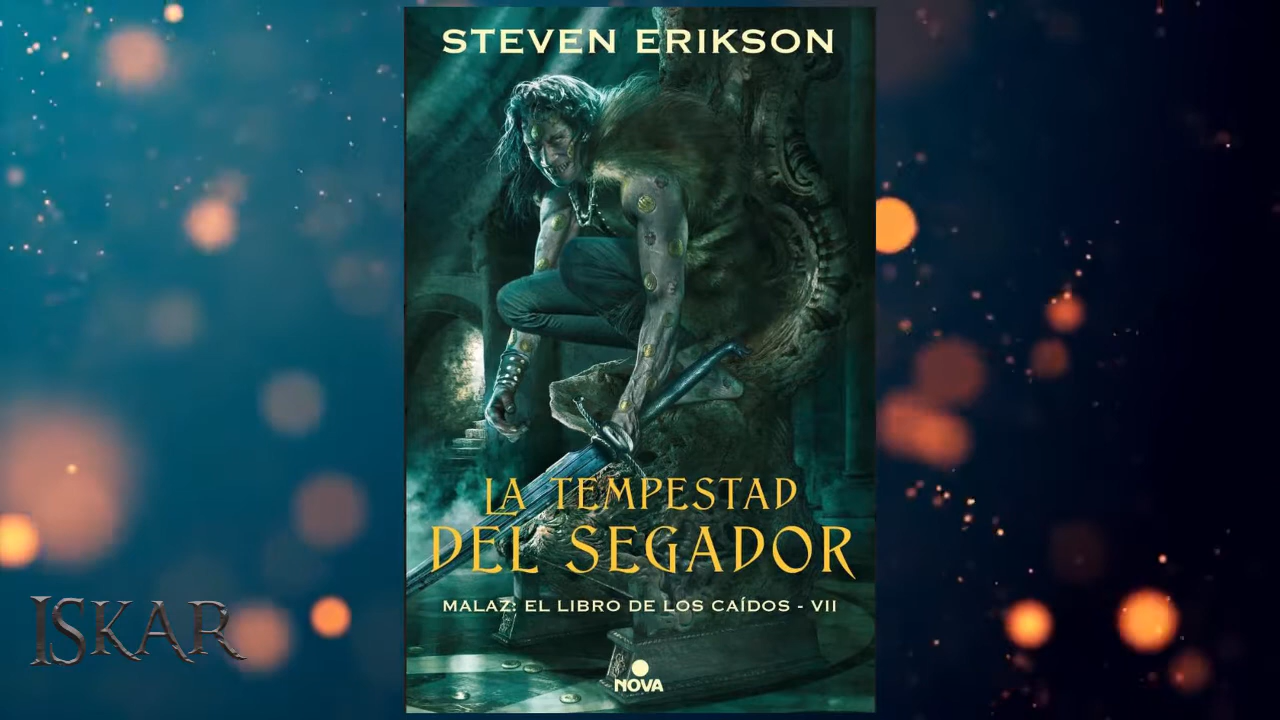 STEVEN ERIKSON
LA TEMPESTAD
DEL SEGADOR
MALAZ: EL LIBRO DE LOS CAÍDOS - VII
NOVA
ISKAR